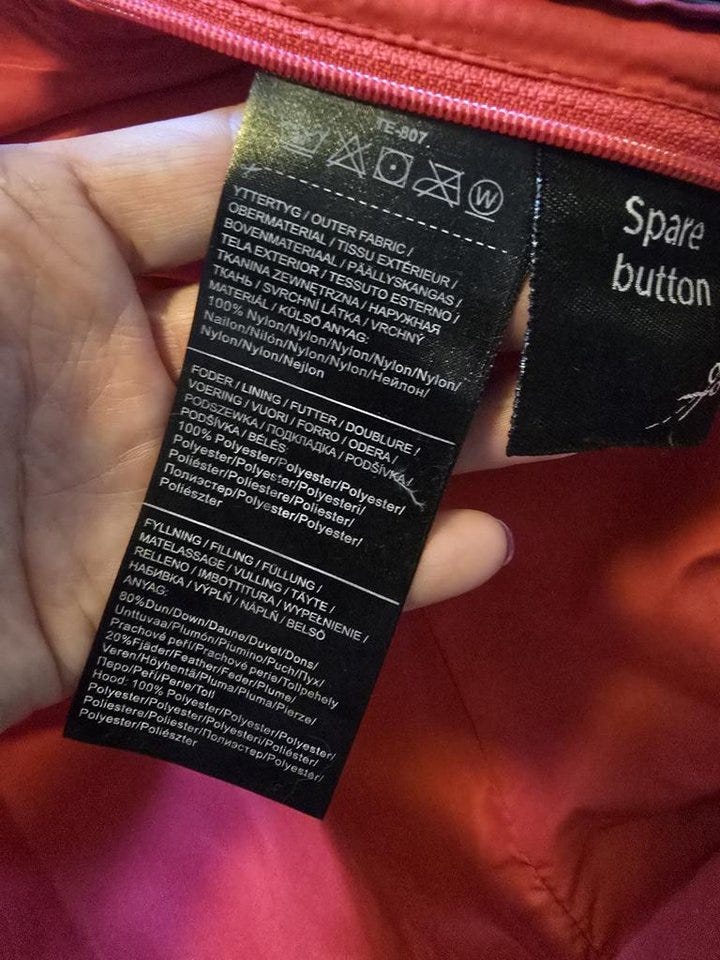 TE-807
W
YTTERTYG / OUTER FABRIC /
OBERMATERIAL / TISSU EXTÉRIEUR /
BOVENMATERIAAL / PÄÄLLYSKANGAS /
TELA EXTERIOR / TESSUTO ESTERNO /
TKANINA ZEWNĘTRZNA / НАРУЖНАЯ
ТКАНЬ / SVRCHNÍ LÁTKA / VRCHNÝ
MATERIÁL / KÜLSŐ ANYAG:
100% Nylon/Nylon/Nylon/Nylon/Nylon/
Nailon/Nilón/Nylon/Nylon/Нейлон/
Nylon/Nylon/Nejlon
FODER / LINING / FUTTER / DOUBLURE /
VOERING / VUORI / FORRO / ODERA /
PODSZEWKA / ПОДКЛАДКА / PODŠÍVKA /
PODŠÍVKA / BÉLÉS:
100% Polyester/Polyester/Polyester/
Polyester/Polyester/Polyesteri/
Poliéster/Poliestere/Poliester/
Полиэстер/Polyester/Polyester/
Poliészter
FYLLNING / FILLING / FÜLLUNG /
MATELASSAGE / VULLING / TÄYTE /
RELLENO / IMBOTTITURA / WYPEŁNIENIE /
НАБИВКА / VÝPLŇ / NÁPLŇ / BELSŐ
ANYAG:
80%Dun/Down/Daune/Duvet/Dons/
Untuvaa/Plumón/Piumino/Puch/Пух/
Prachové peří/Prachové perie/Tollpehely
20%Fjäder/Feather/Feder/Plume/
Veren/Höyhentä/Pluma/Piuma/Pierze/
Перо/Peří/Perie/Toll
Hood: 100% Polyester/Polyester/Polyester/
Polyester/Polyester/Polyesteri/Poliéster/
Poliestere/Poliester/Полиэстер/Polyester/
Polyester/Poliészter
Spare
button